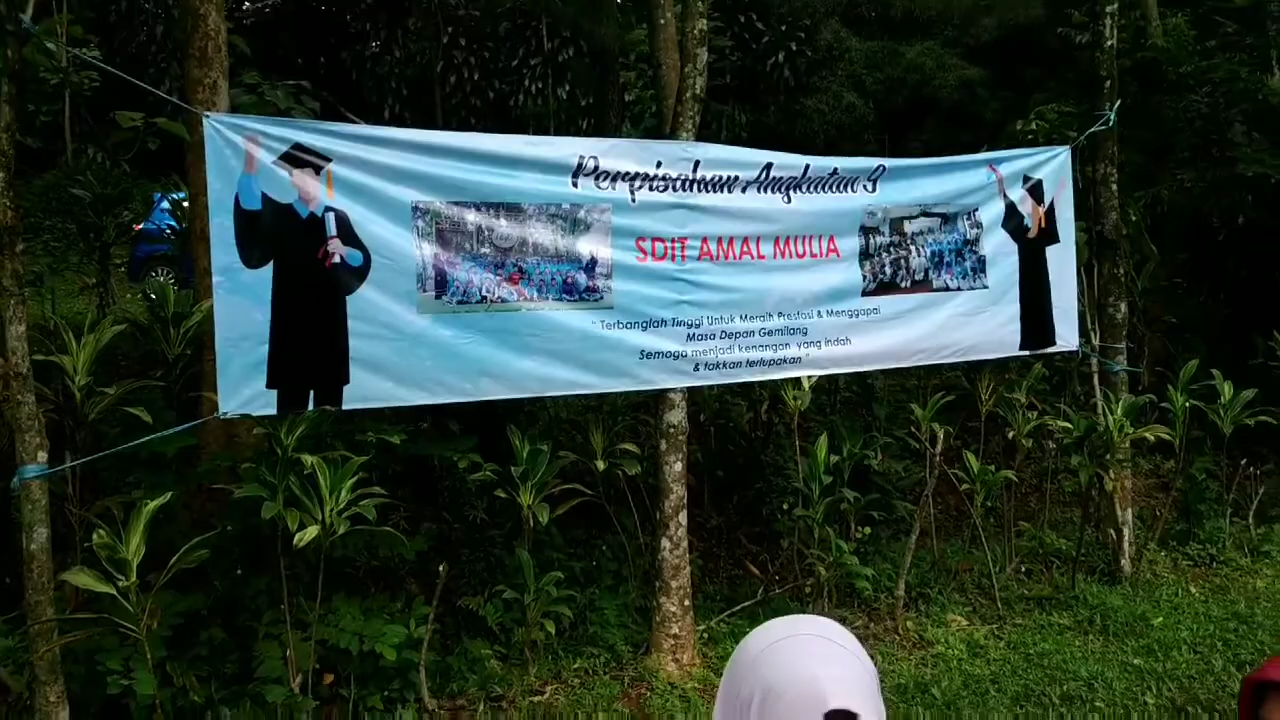 Perpisahan Angkatan 9
SDIT AMAL MULIA
" Terbanglah Tinggi Untuk Meraih Prestasi & Menggapai
Masa Depan Gemilang
Semoga menjadi kenangan yang indah
& takkan terlupakan "